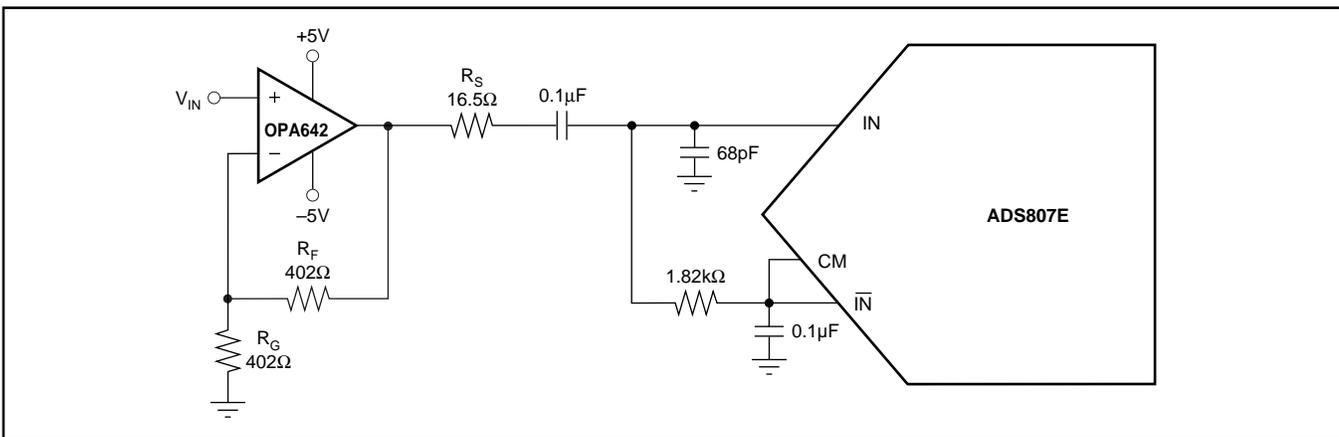 +5V
R_S
16.5Ω
0.1µF
V_IN
+
OPA642
IN
−
68pF
–5V
ADS807E
R_F
402Ω
CM
1.82kΩ
I̅N̅
0.1µF
R_G
402Ω